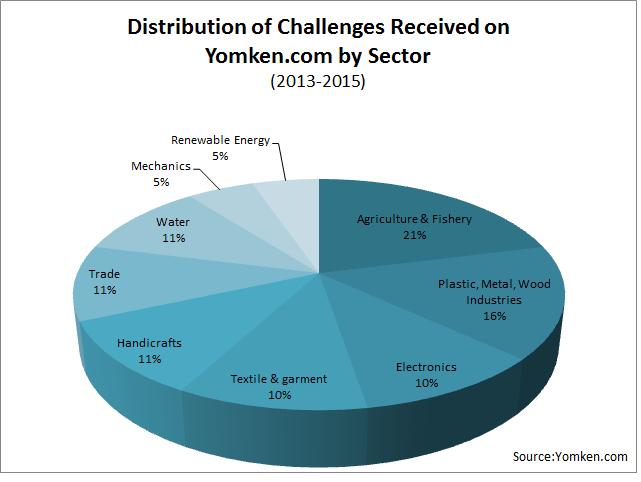 Distribution of Challenges Received on
Yomken.com by Sector
(2013-2015)
Renewable Energy
5%
Mechanics
5%
Water
11%
Trade
11%
Handicrafts
11%
Textile & garment
10%
Electronics
10%
Plastic, Metal, Wood
Industries
16%
Agriculture & Fishery
21%
Source:Yomken.com